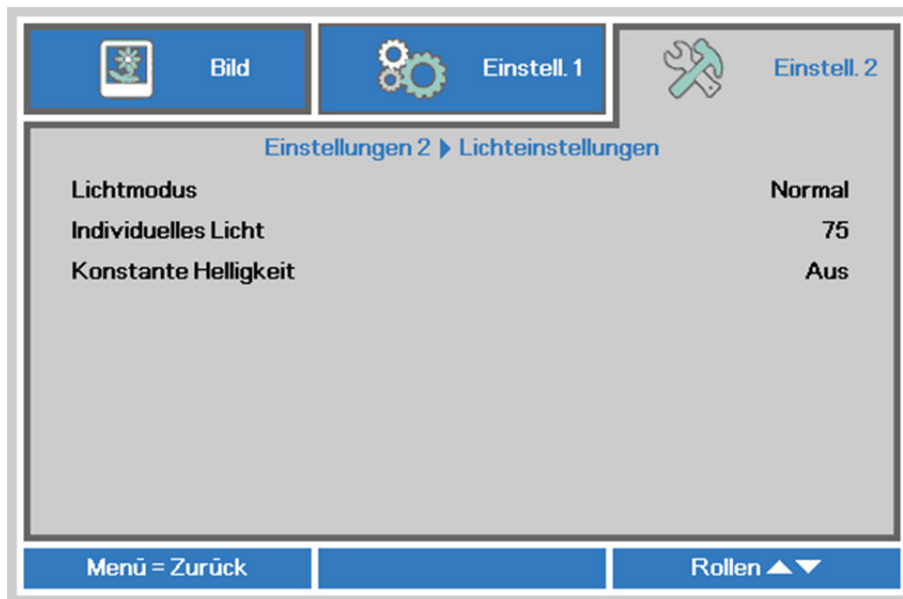 Bild
Einstell. 1
Einstell. 2
Einstellungen 2 ▶ Lichteinstellungen
Lichtmodus Normal
Individuelles Licht 75
Konstante Helligkeit Aus
Menü = Zurück
Rollen ▲▼